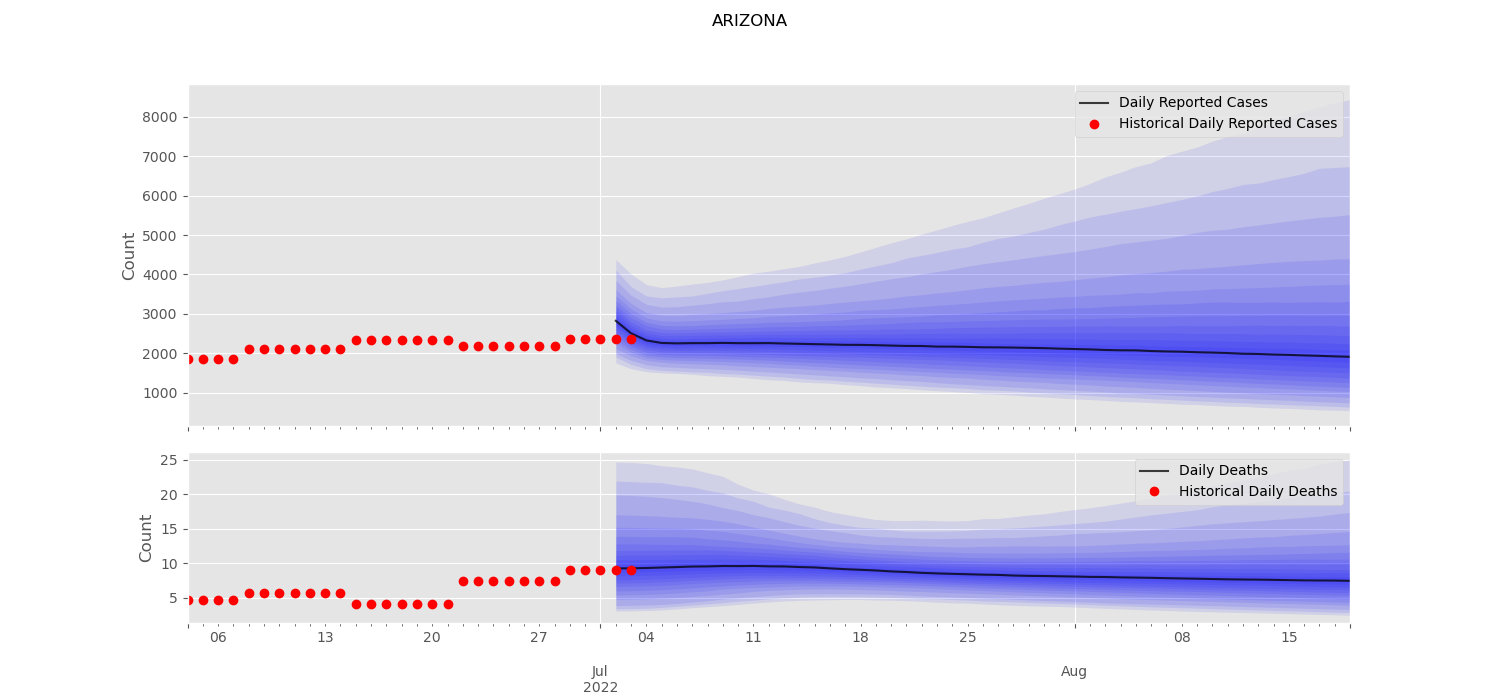 ARIZONA
Daily Reported Cases
Historical Daily Reported Cases
Count
8000
7000
6000
5000
4000
3000
2000
1000
Daily Deaths
Historical Daily Deaths
Count
25
20
15
10
5
06 13 20 27 04 11 18 25 08 15
Jul Aug
2022